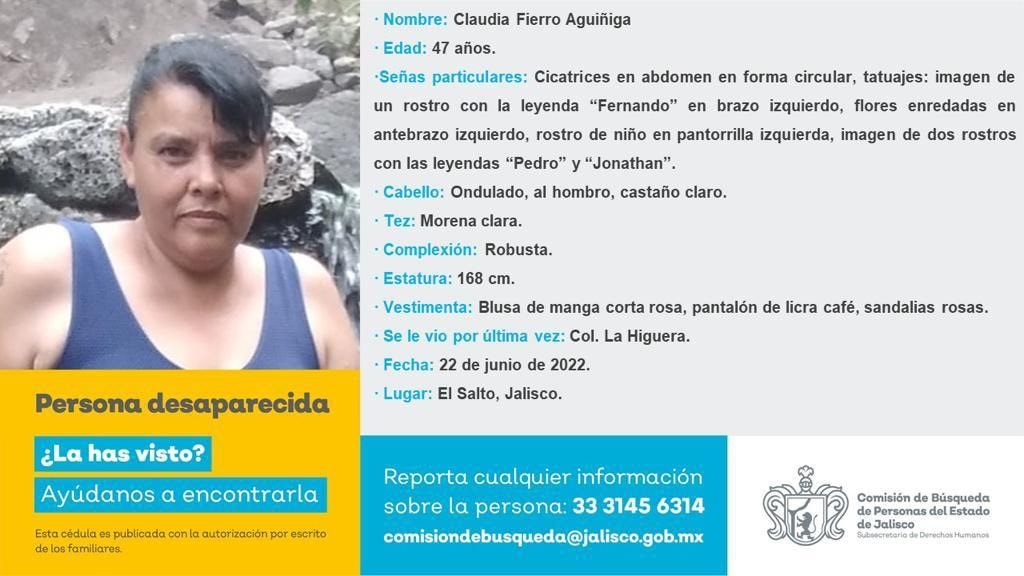 · Nombre: Claudia Fierro Aguiñiga
· Edad: 47 años.
·Señas particulares: Cicatrices en abdomen en forma circular, tatuajes: imagen de
un rostro con la leyenda “Fernando” en brazo izquierdo, flores enredadas en
antebrazo izquierdo, rostro de niño en pantorrilla izquierda, imagen de dos rostros
con las leyendas “Pedro” y “Jonathan”.
· Cabello: Ondulado, al hombro, castaño claro.
· Tez: Morena clara.
· Complexión: Robusta.
· Estatura: 168 cm.
· Vestimenta: Blusa de manga corta rosa, pantalón de licra café, sandalias rosas.
· Se le vio por última vez: Col. La Higuera.
· Fecha: 22 de junio de 2022.
· Lugar: El Salto, Jalisco.
Persona desaparecida
¿La has visto?
Ayúdanos a encontrarla
Esta cédula es publicada con la autorización por escrito
de los familiares.
Reporta cualquier información
sobre la persona: 33 3145 6314
comisiondebusqueda@jalisco.gob.mx
Comisión de Búsqueda
de Personas del Estado
de Jalisco
Subsecretaría de Derechos Humanos